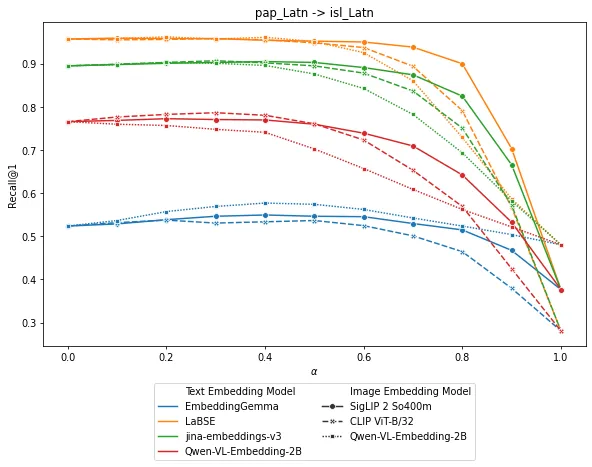 pap_Latn -> isl_Latn
Recall@1
0.9
0.8
0.7
0.6
0.5
0.4
0.3
0.0
0.2
0.4
0.6
0.8
1.0
α
Text Embedding Model
EmbeddingGemma
LaBSE
jina-embeddings-v3
Qwen-VL-Embedding-2B
Image Embedding Model
SigLIP 2 So400m
CLIP ViT-B/32
Qwen-VL-Embedding-2B